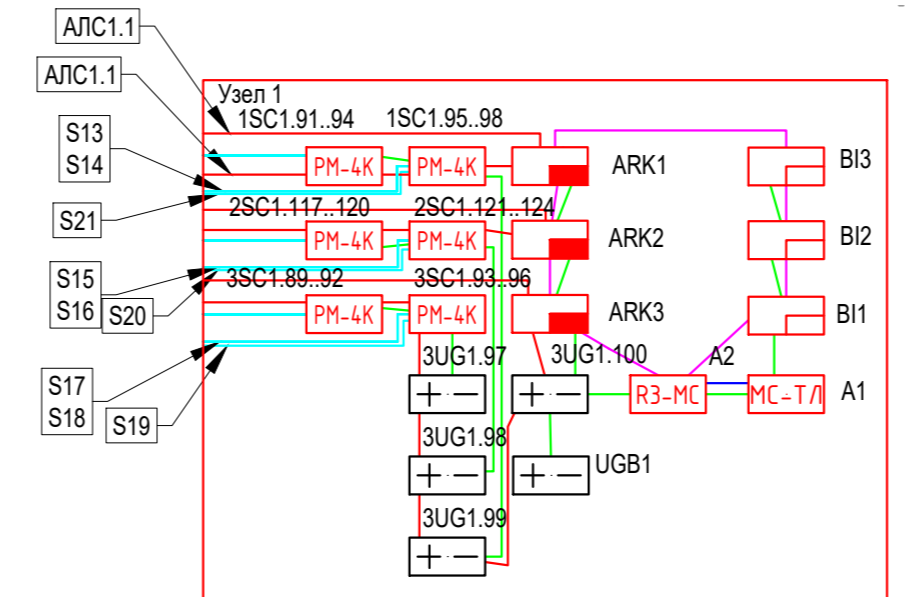 АЛС1.1
АЛС1.1
Узел 1
1SC1.91..94
1SC1.95..98
S13
S14
РМ-4К
РМ-4К
ARK1
BI3
S21
2SC1.117..120
2SC1.121..124
РМ-4К
РМ-4К
ARK2
BI2
S15
S16
S20
3SC1.89..92
3SC1.93..96
РМ-4К
РМ-4К
ARK3
BI1
S17
S18
S19
3UG1.97
3UG1.100
A2
R3-МС
МС-ТЛ
A1
3UG1.98
UGB1
3UG1.99